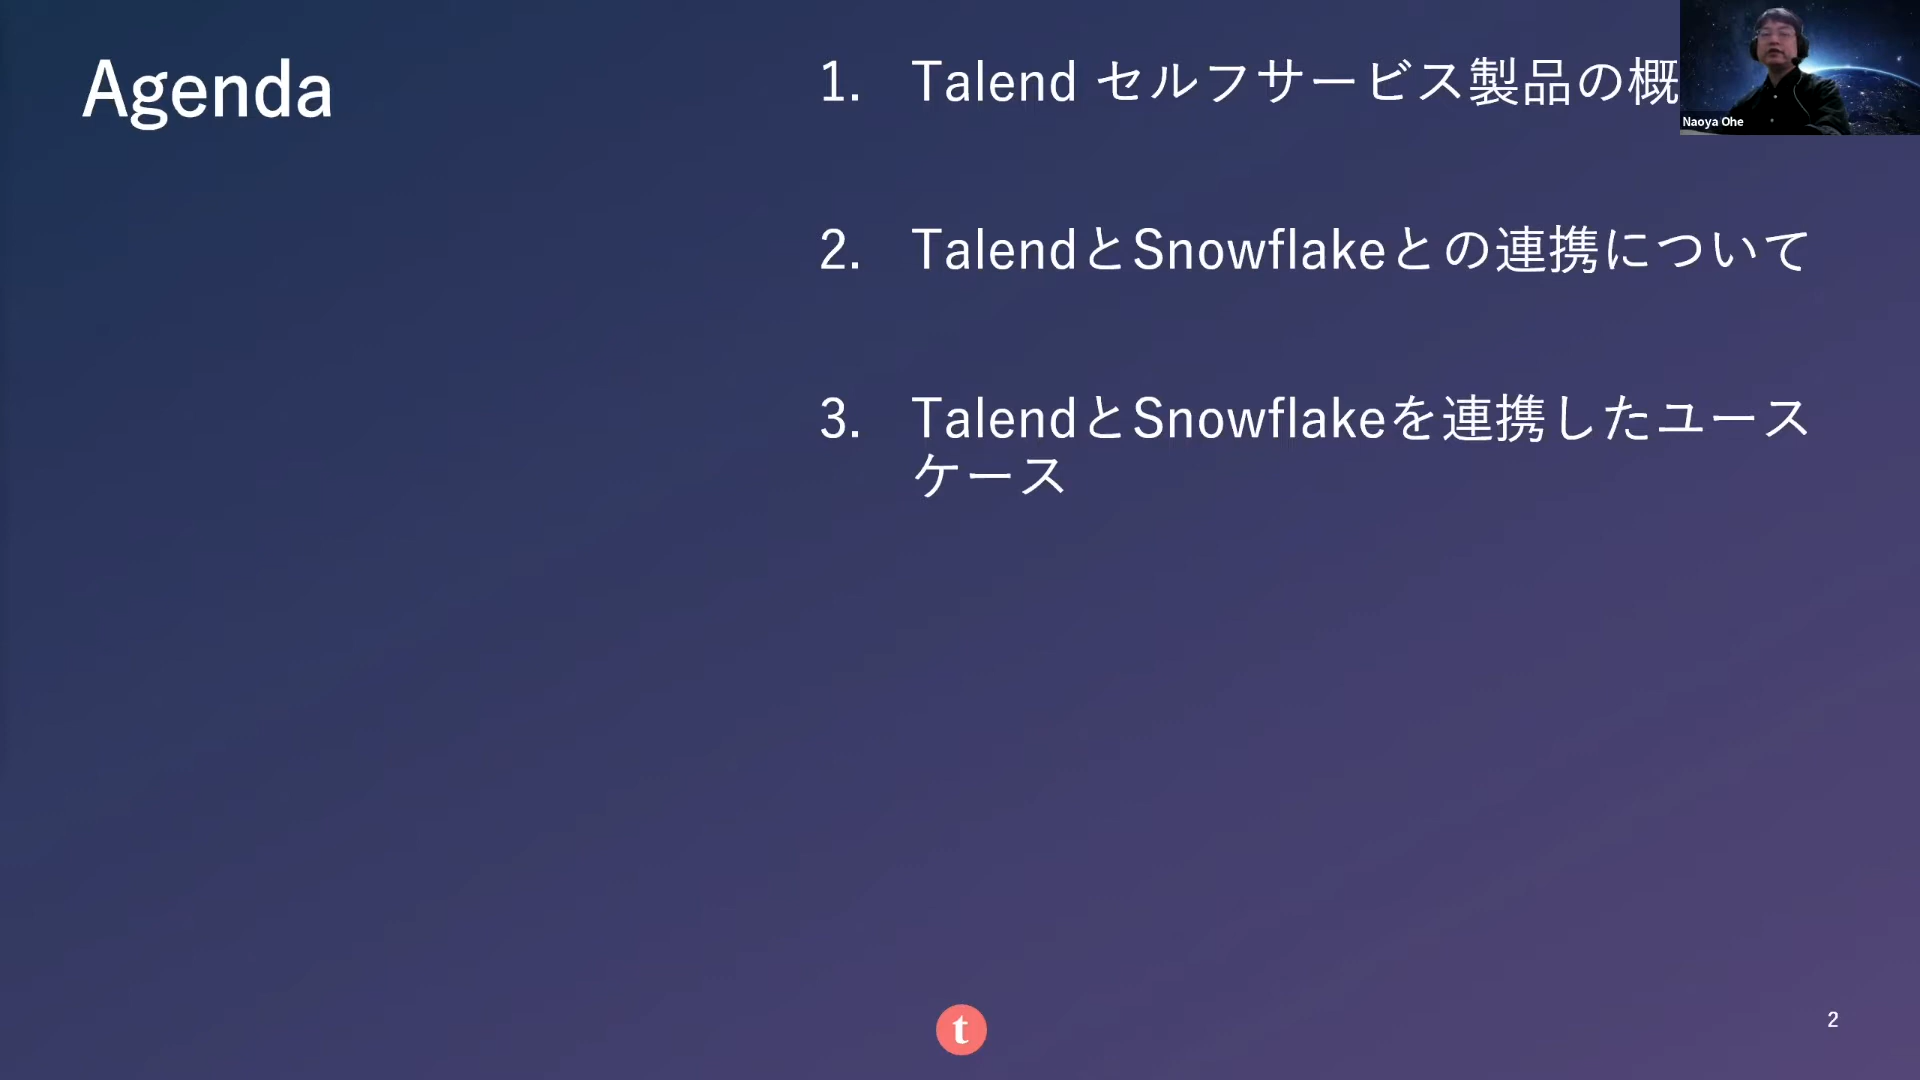 Agenda
1. Talend セルフサービス製品の概
Naoya Ohe
2. TalendとSnowflakeとの連携について
3. TalendとSnowflakeを連携したユース
ケース
t
2